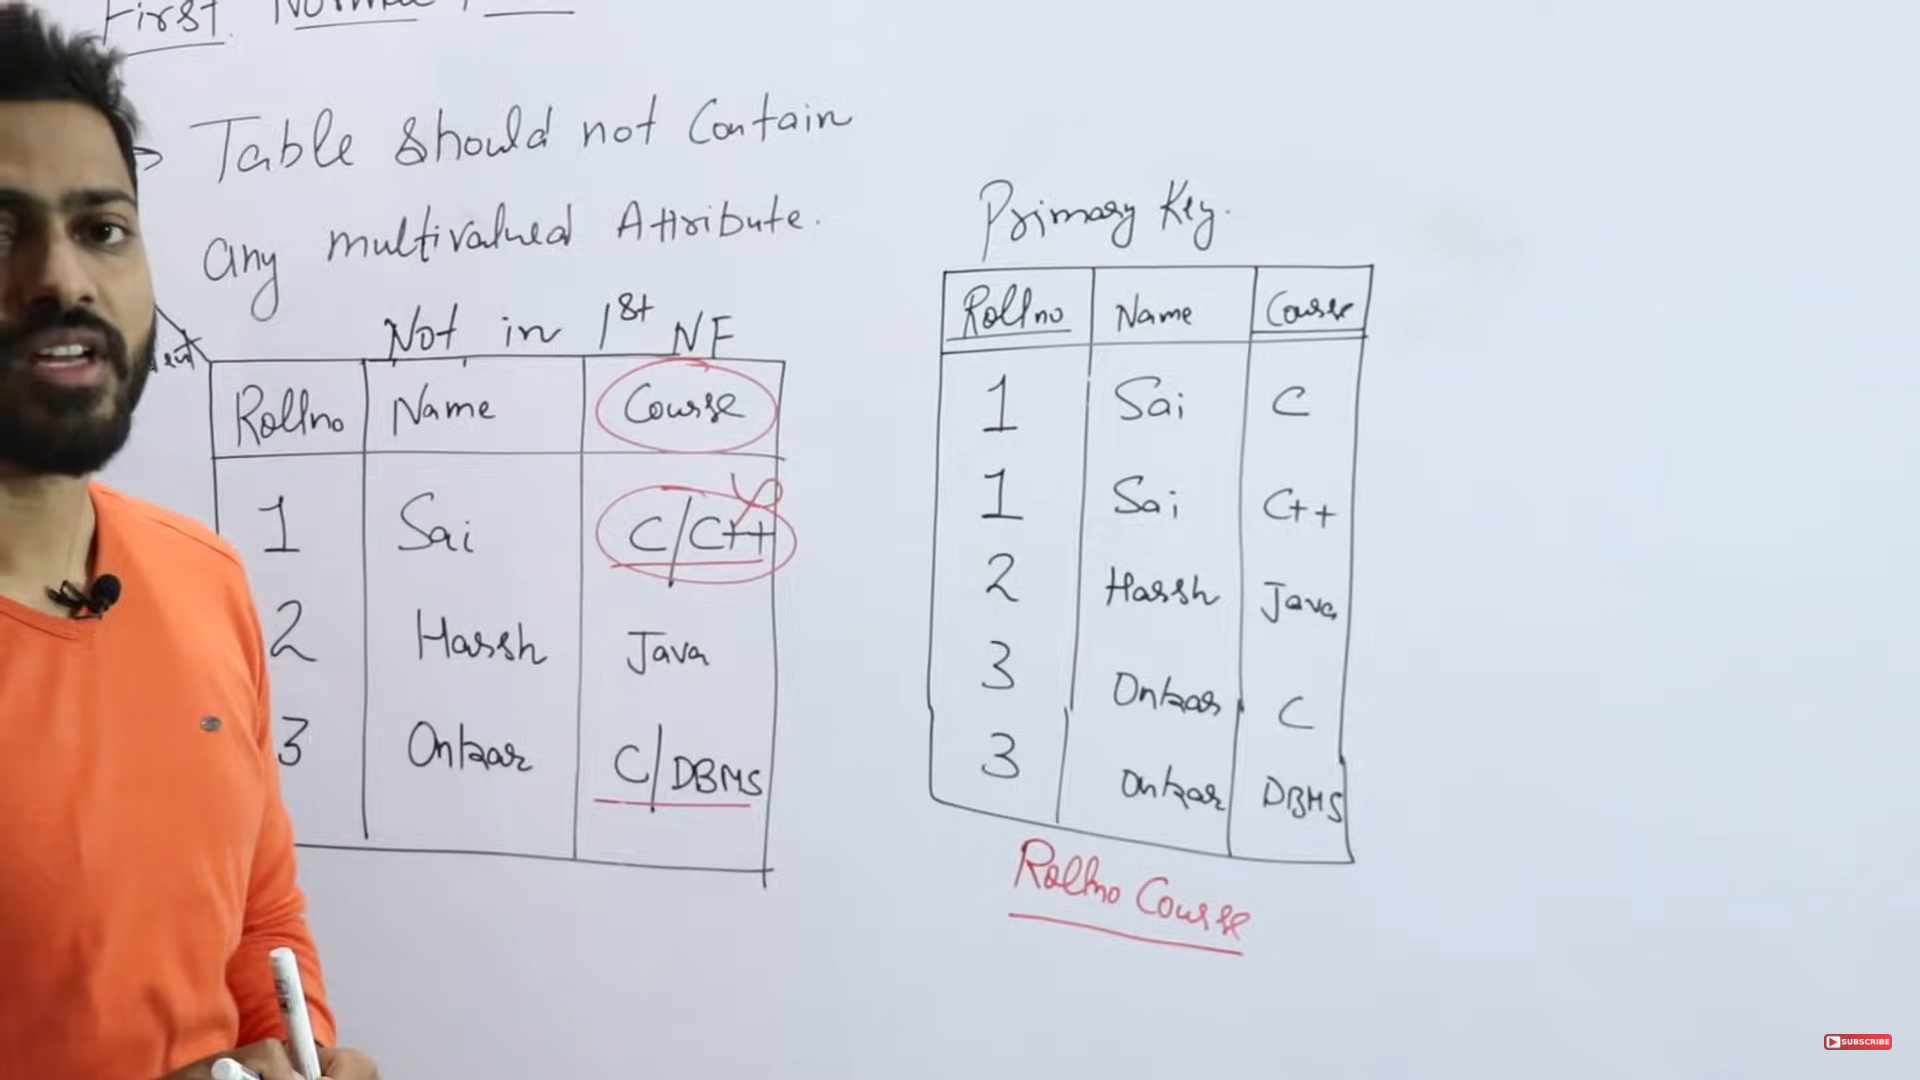 First Normal
Table should not Contain
any multivalued Attribute.
Not in 1st NF
Rollno Name Course
1 Sai C/C++
2 Harsh Java
3 Onkar C/DBMS
Primary Key.
Rollno Name Course
1 Sai C
1 Sai C++
2 Harsh Java
3 Onkar C
3 Onkar DBMS
Rollno Course
SUBSCRIBE